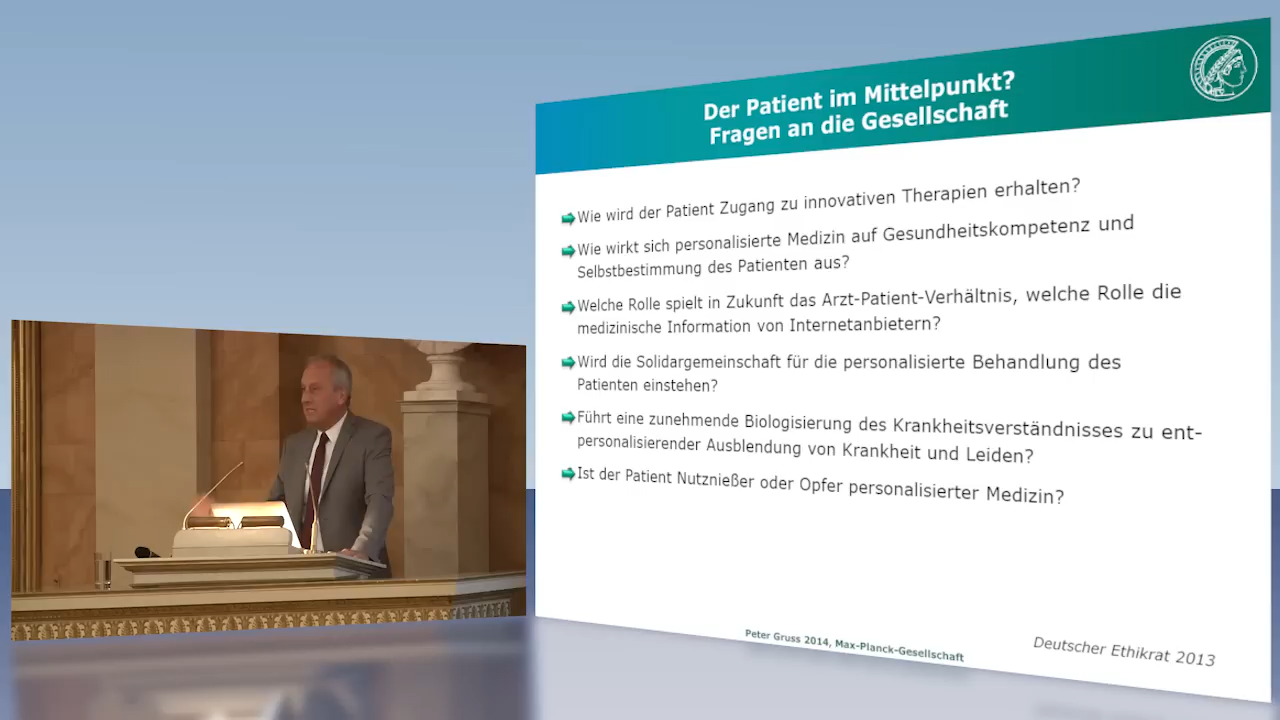 Der Patient im Mittelpunkt?
Fragen an die Gesellschaft
Wie wird der Patient Zugang zu innovativen Therapien erhalten?
Wie wirkt sich personalisierte Medizin auf Gesundheitskompetenz und
Selbstbestimmung des Patienten aus?
Welche Rolle spielt in Zukunft das Arzt-Patient-Verhältnis, welche Rolle die
medizinische Information von Internetanbietern?
Wird die Solidargemeinschaft für die personalisierte Behandlung des
Patienten einstehen?
Führt eine zunehmende Biologisierung des Krankheitsverständnisses zu ent-
personalisierender Ausblendung von Krankheit und Leiden?
Ist der Patient Nutznießer oder Opfer personalisierter Medizin?
Peter Gruss 2014, Max-Planck-Gesellschaft
Deutscher Ethikrat 2013